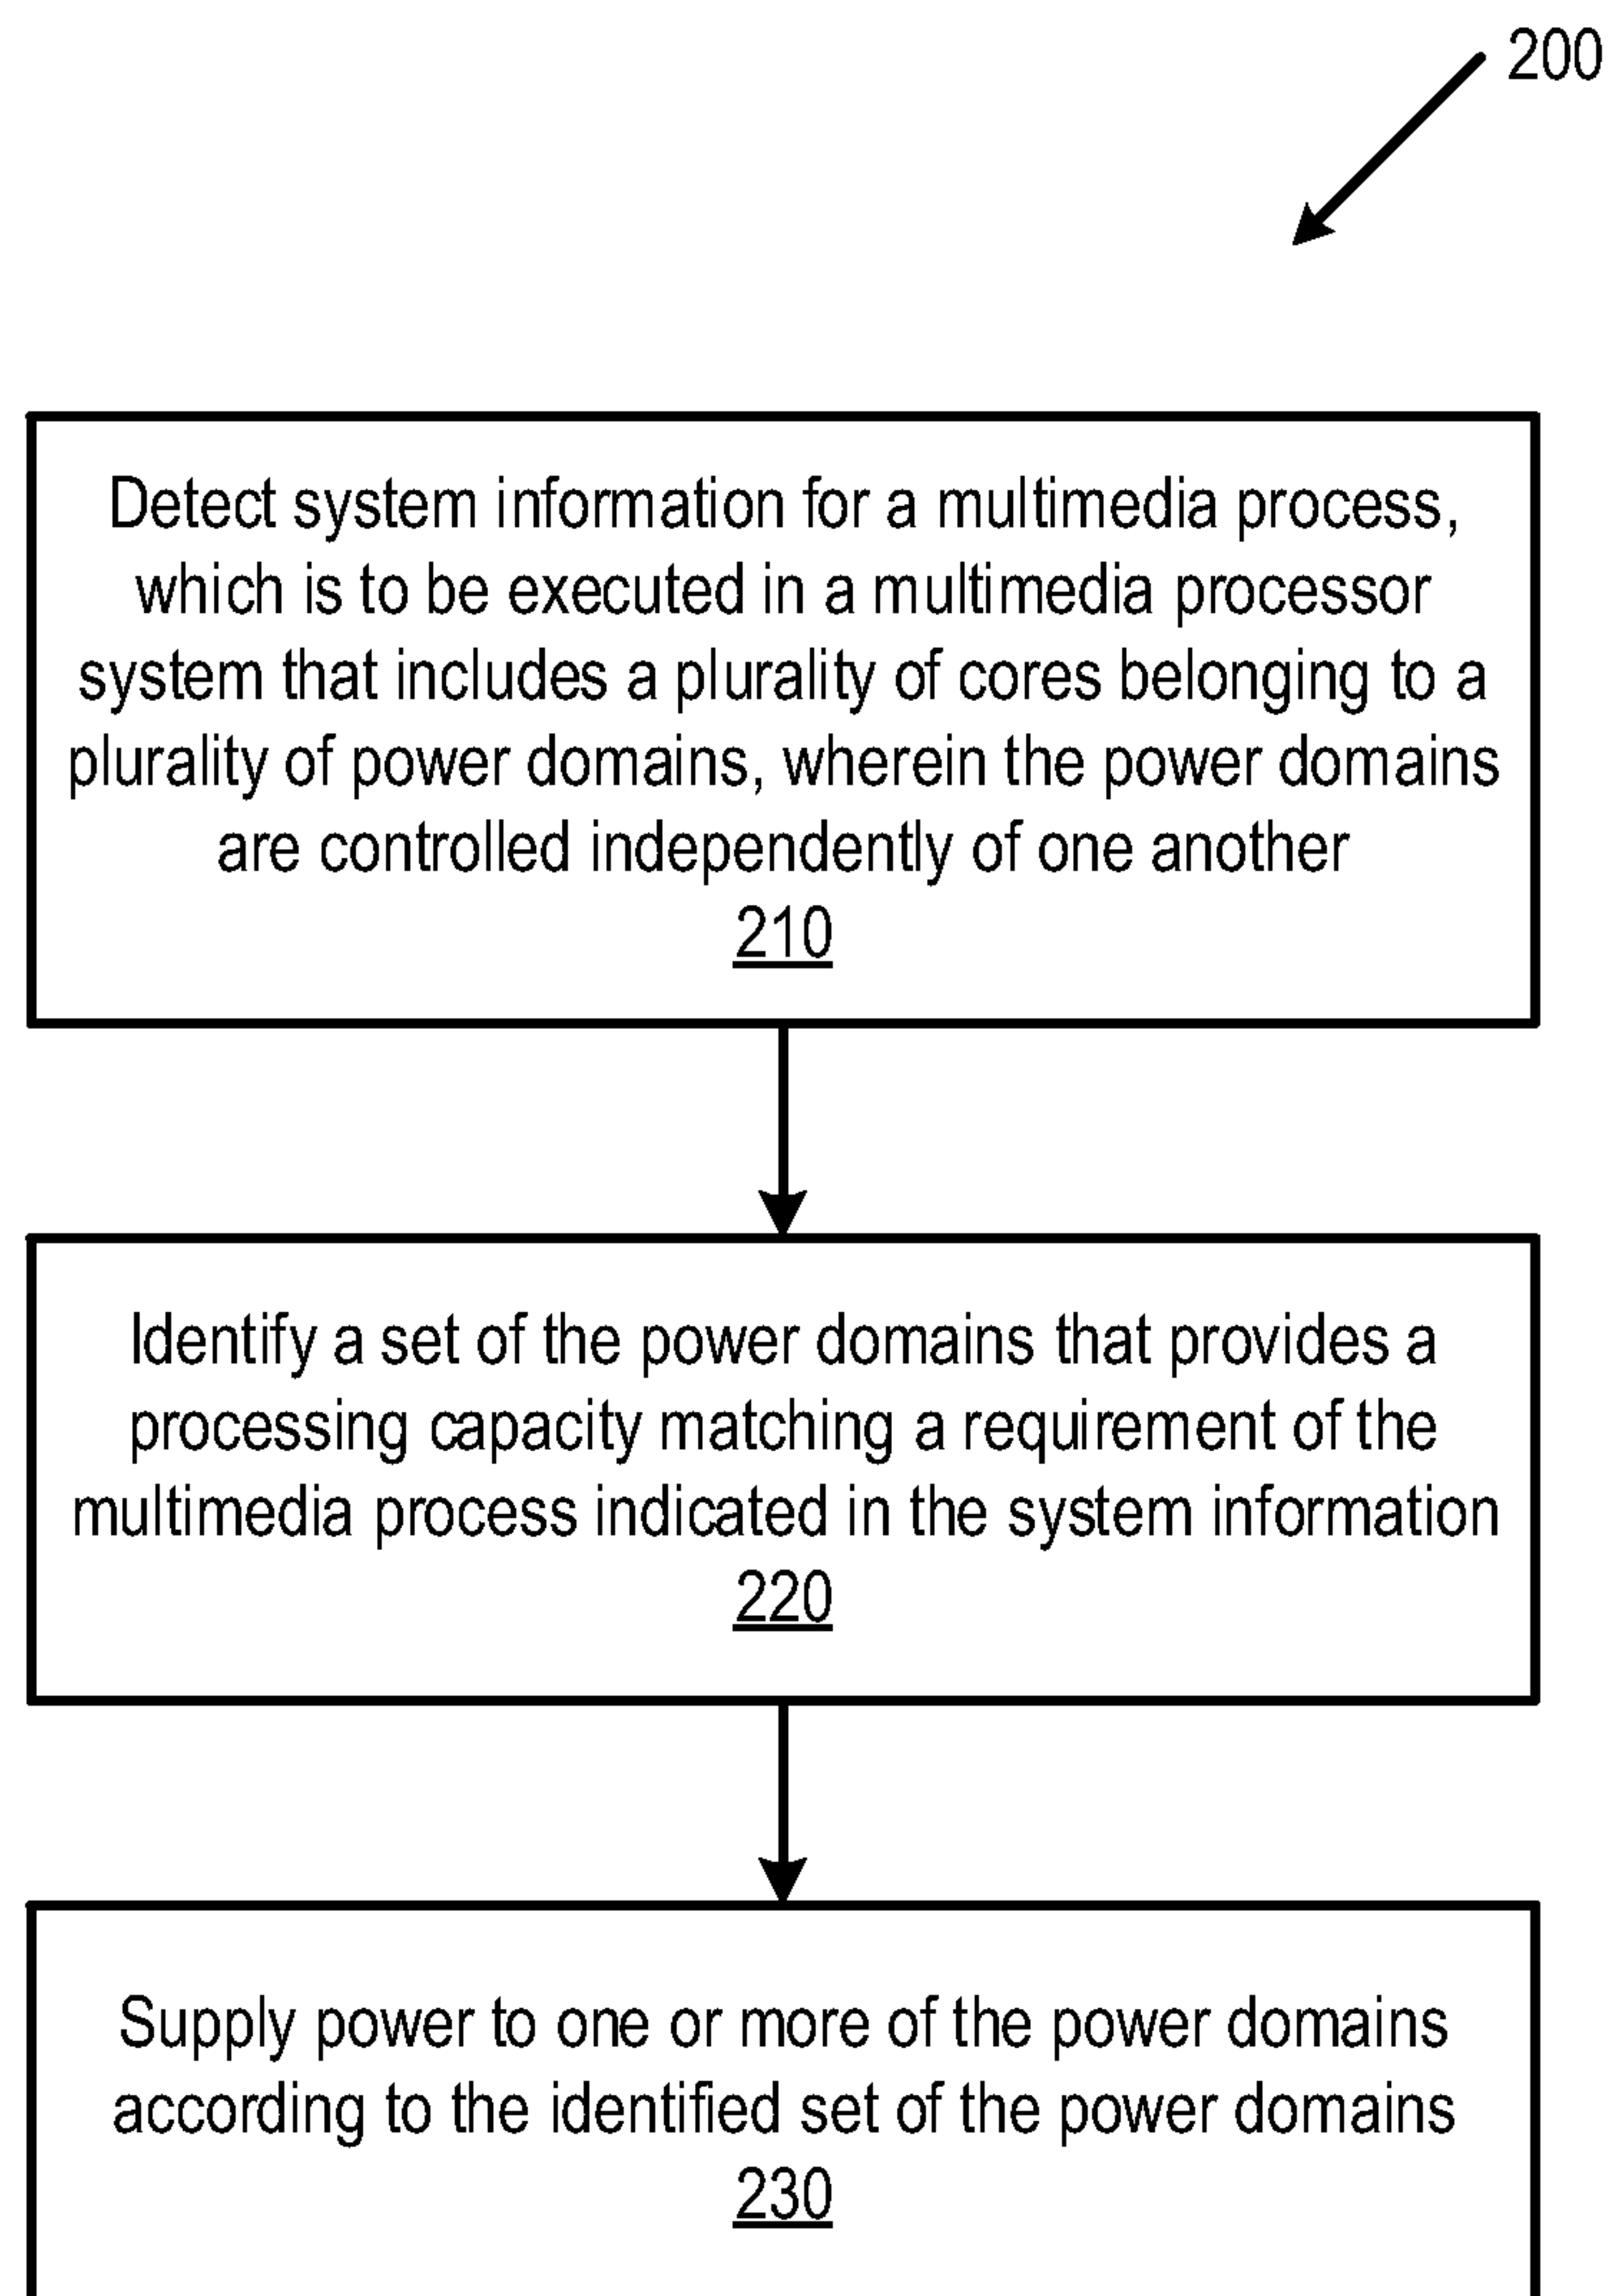 200
Detect system information for a multimedia process,
which is to be executed in a multimedia processor
system that includes a plurality of cores belonging to a
plurality of power domains, wherein the power domains
are controlled independently of one another
210
Identify a set of the power domains that provides a
processing capacity matching a requirement of the
multimedia process indicated in the system information
220
Supply power to one or more of the power domains
according to the identified set of the power domains
230